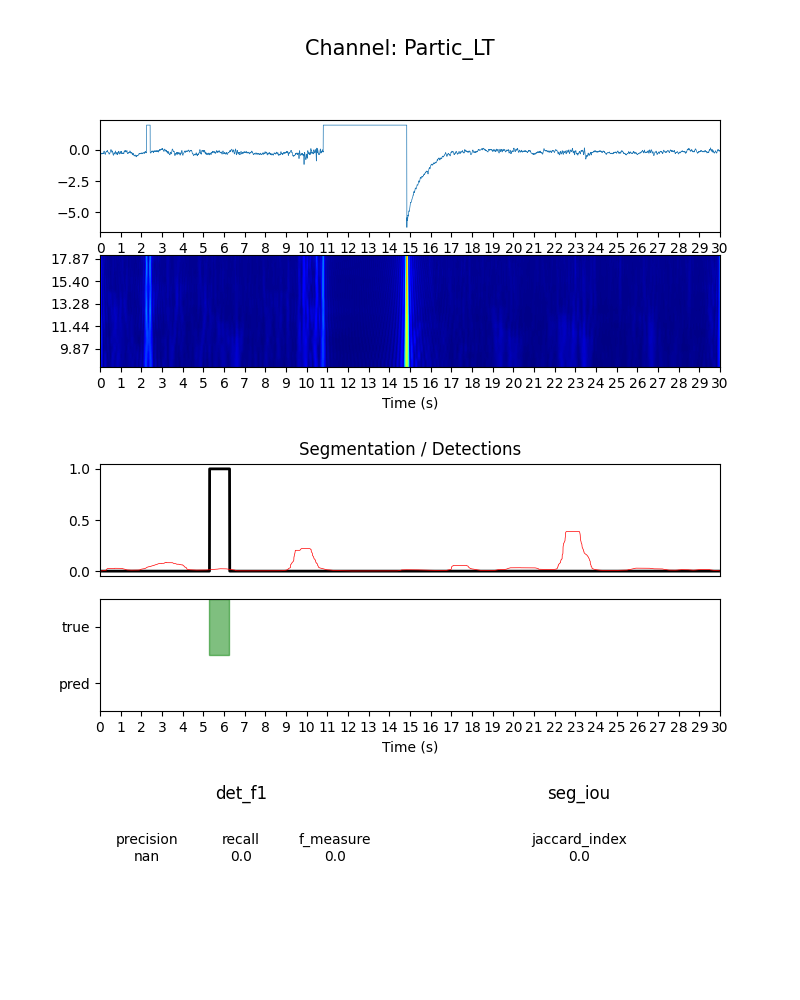 Channel: Partic_LT
0.0
−2.5
−5.0
0 1 2 3 4 5 6 7 8 9 10 11 12 13 14 15 16 17 18 19 20 21 22 23 24 25 26 27 28 29 30
17.87
15.40
13.28
11.44
9.87
0 1 2 3 4 5 6 7 8 9 10 11 12 13 14 15 16 17 18 19 20 21 22 23 24 25 26 27 28 29 30
Time (s)
Segmentation / Detections
1.0
0.5
0.0
true
pred
0 1 2 3 4 5 6 7 8 9 10 11 12 13 14 15 16 17 18 19 20 21 22 23 24 25 26 27 28 29 30
Time (s)
det_f1 seg_iou
precision recall f_measure jaccard_index
nan 0.0 0.0 0.0